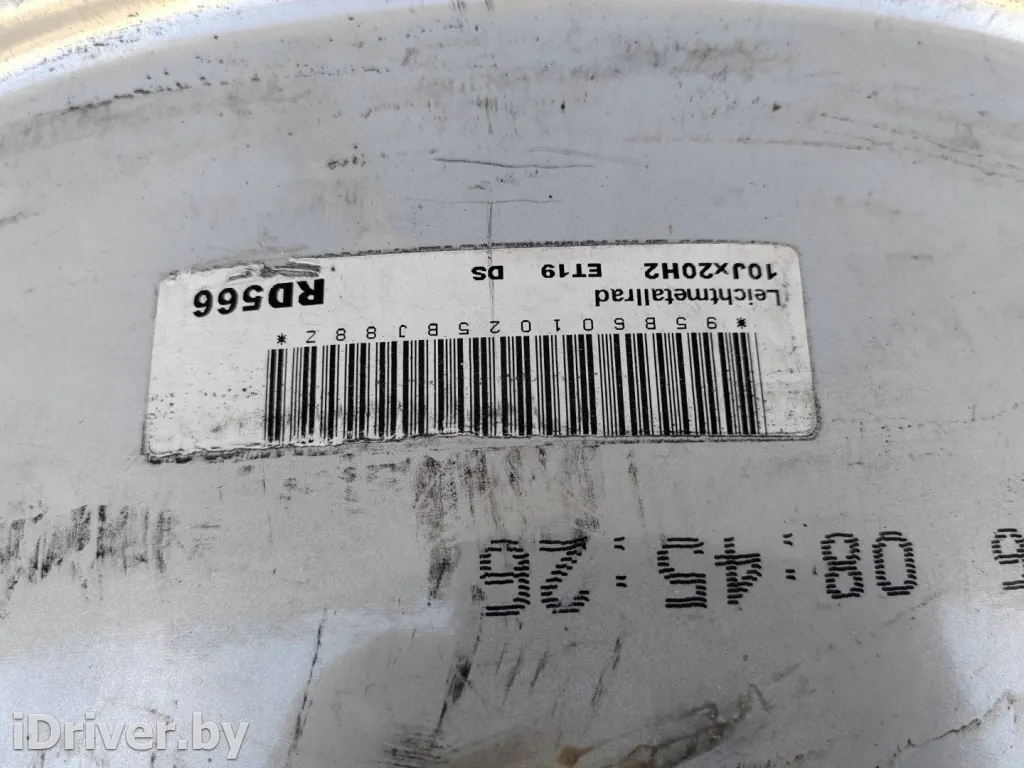 *95B601025BJ88Z*
Leichtmetallrad
10Jx20H2 ET19 DS
RD566
08:45:26
iDriver.by